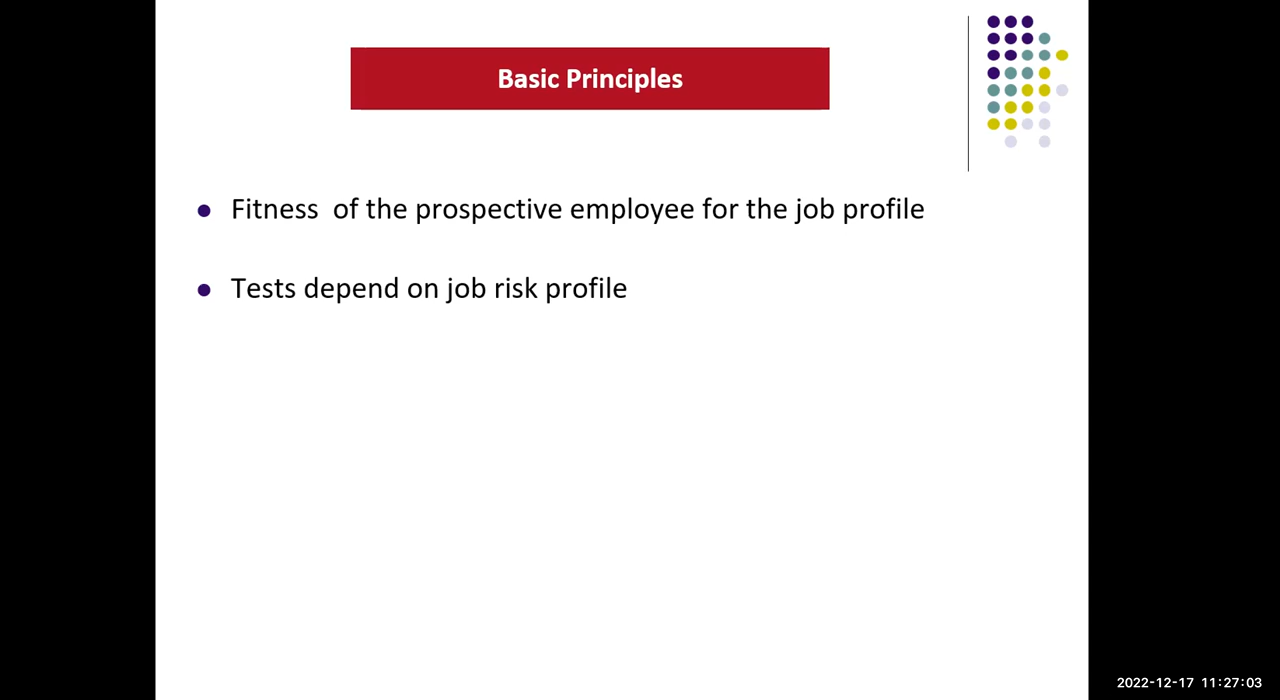 Basic Principles
Fitness of the prospective employee for the job profile
Tests depend on job risk profile
2022-12-17 11:27:03